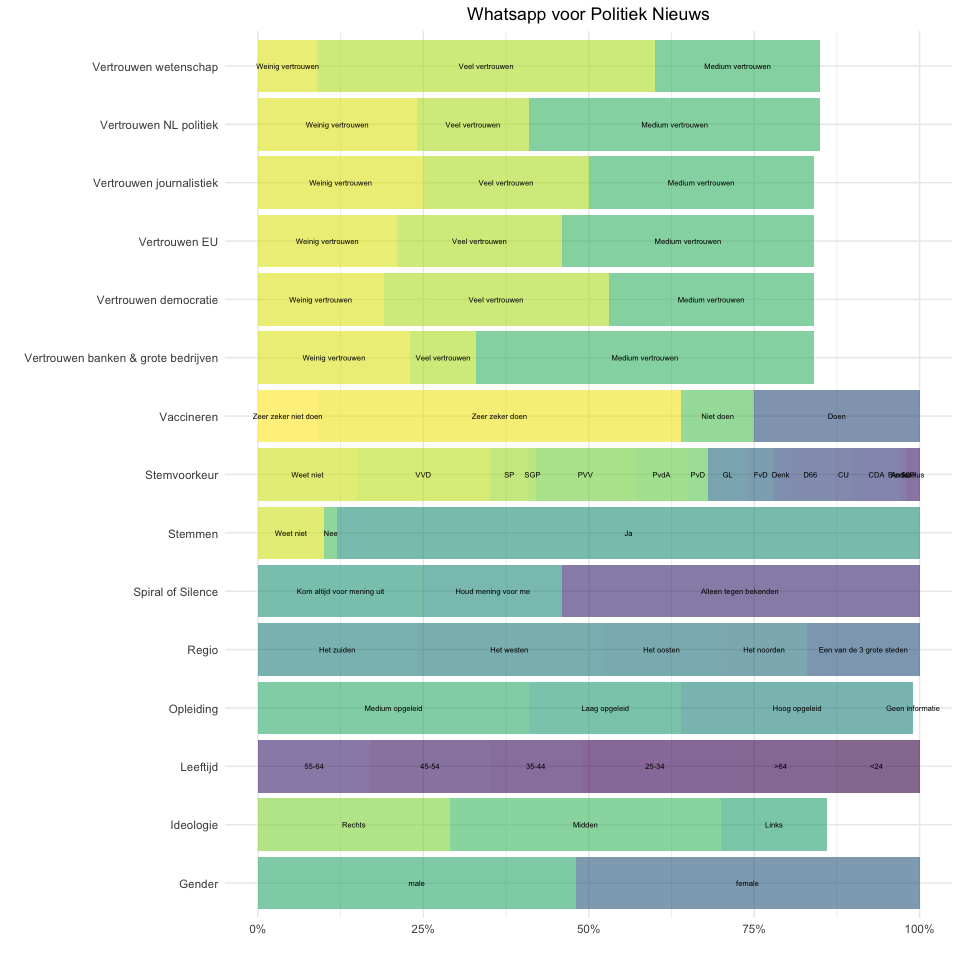 Whatsapp voor Politiek Nieuws
Vertrouwen wetenschap
Weinig vertrouwen Veel vertrouwen Medium vertrouwen
Vertrouwen NL politiek
Weinig vertrouwen Veel vertrouwen Medium vertrouwen
Vertrouwen journalistiek
Weinig vertrouwen Veel vertrouwen Medium vertrouwen
Vertrouwen EU
Weinig vertrouwen Veel vertrouwen Medium vertrouwen
Vertrouwen democratie
Weinig vertrouwen Veel vertrouwen Medium vertrouwen
Vertrouwen banken & grote bedrijven
Weinig vertrouwen Veel vertrouwen Medium vertrouwen
Vaccineren
Zeer zeker niet doen Zeer zeker doen Niet doen Doen
Stemvoorkeur
Weet niet VVD SP SGP PVV PvdA PvD GL FvD Denk D66 CU CDA
Stemmen
Weet niet Nee Ja
Spiral of Silence
Kom altijd voor mening uit Houd mening voor me Alleen tegen bekenden
Regio
Het zuiden Het westen Het oosten Het noorden Een van de 3 grote steden
Opleiding
Medium opgeleid Laag opgeleid Hoog opgeleid Geen informatie
Leeftijd
55-64 45-54 35-44 25-34 >64 <24
Ideologie
Rechts Midden Links
Gender
male female
0% 25% 50% 75% 100%